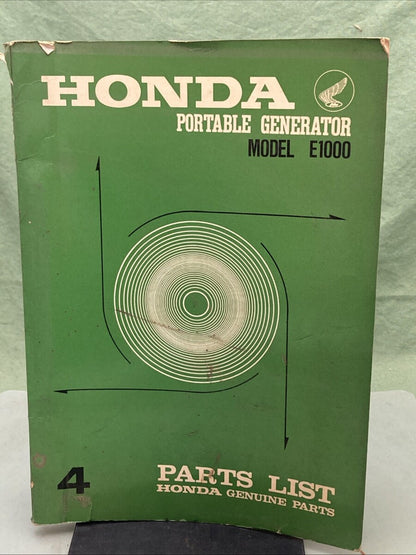 HONDA
PORTABLE GENERATOR
MODEL E1000
4
PARTS LIST
HONDA GENUINE PARTS